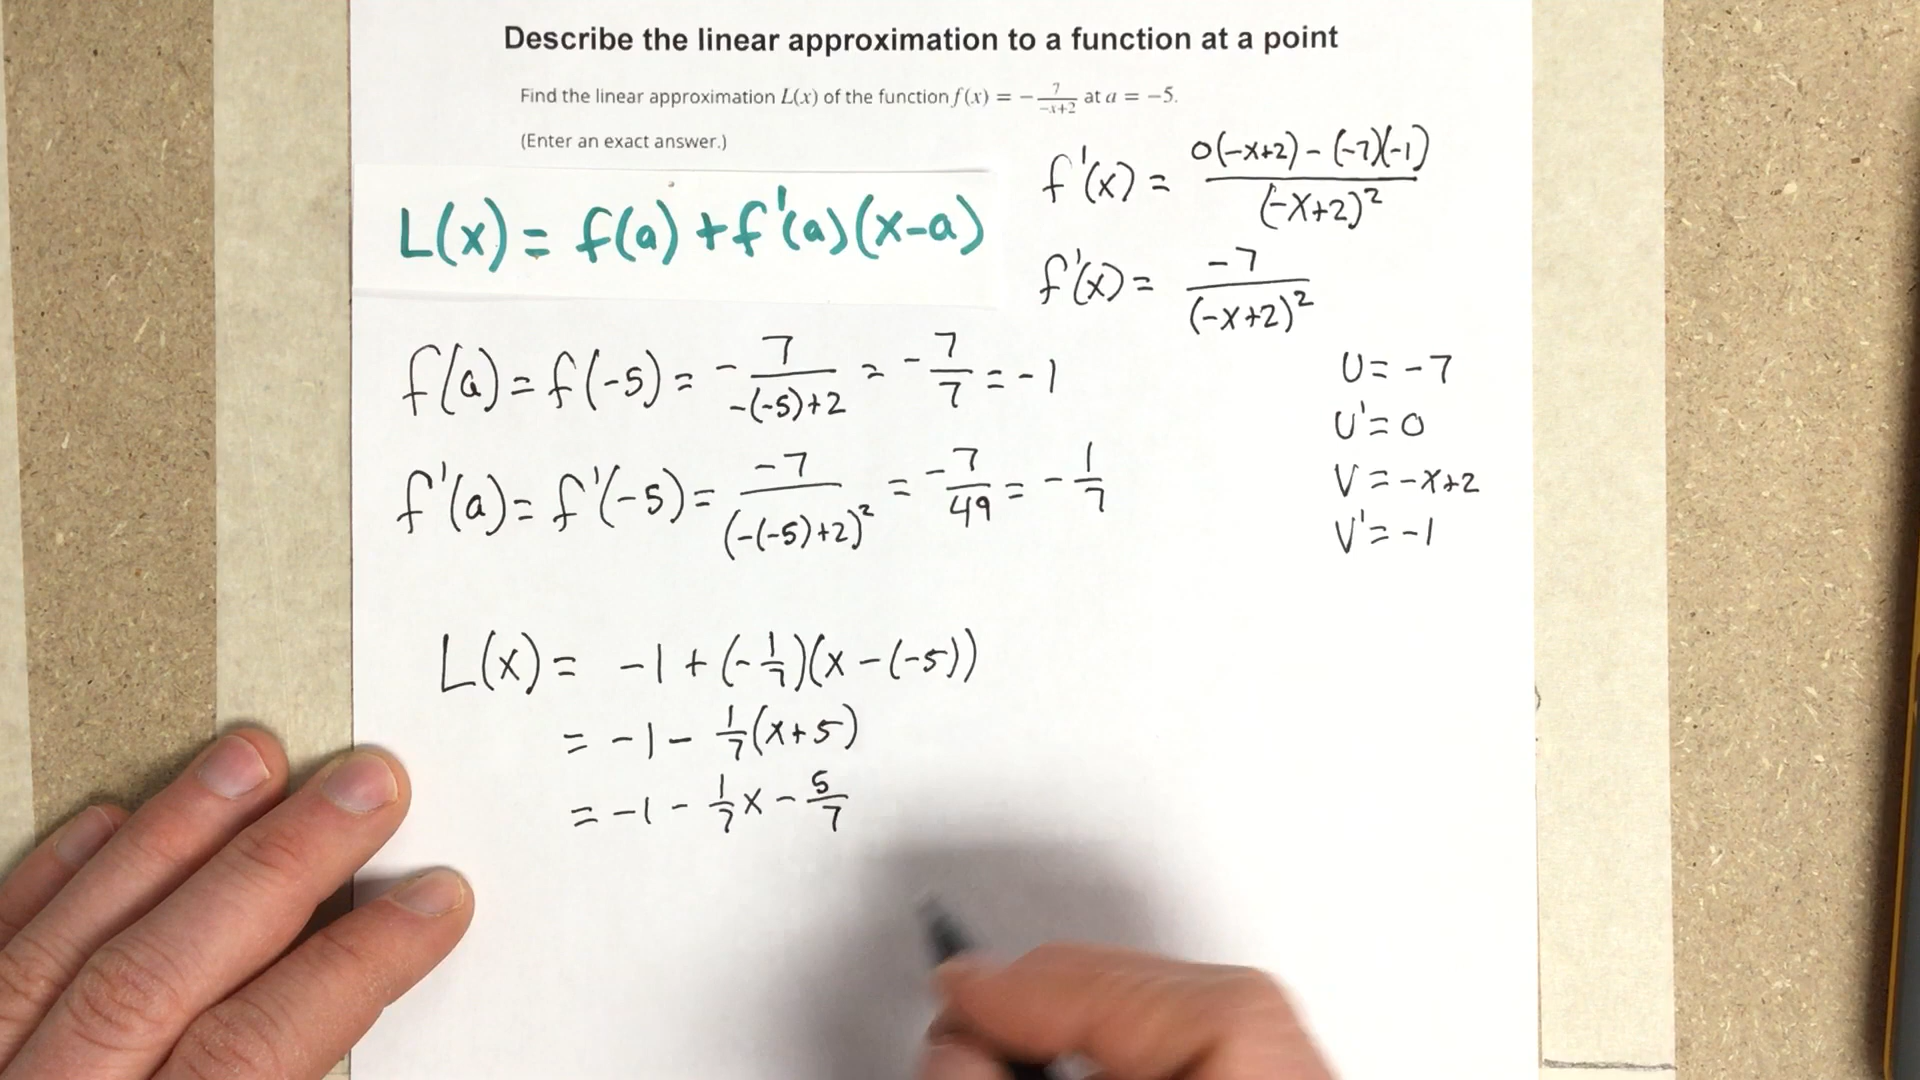 Describe the linear approximation to a function at a point
Find the linear approximation L(x) of the function f(x) = −7/(−x+2) at a = −5.
(Enter an exact answer.)
L(x) = f(a) + f'(a)(x-a)
f'(x) = (0(-x+2) - (-7)(-1))/(-x+2)²
f'(x) = -7/(-x+2)²
f(a) = f(-5) = -7/(-(-5)+2) = -7/7 = -1
f'(a) = f'(-5) = -7/(-(-5)+2)² = -7/49 = -1/7
U = -7
U' = 0
V = -x+2
V' = -1
L(x) = -1 + (-1/7)(x - (-5))
= -1 - 1/7(x+5)
= -1 - 1/7x - 5/7